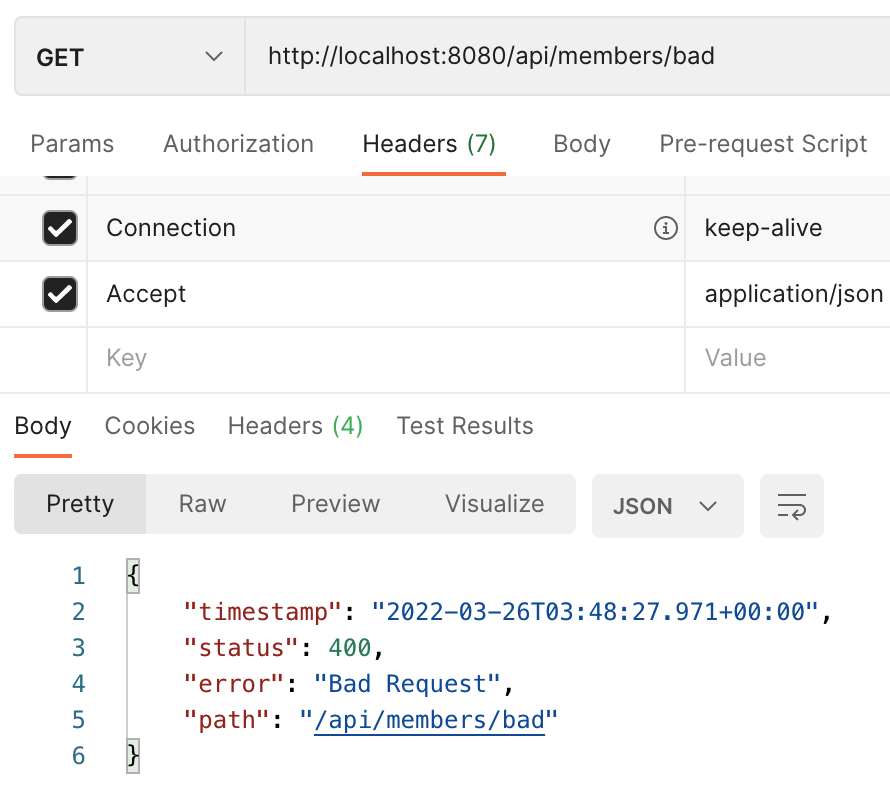 GET http://localhost:8080/api/members/bad
Params Authorization Headers (7) Body Pre-request Script
Connection keep-alive
Accept application/json
Key Value
Body Cookies Headers (4) Test Results
Pretty Raw Preview Visualize JSON
1 {
2 "timestamp": "2022-03-26T03:48:27.971+00:00",
3 "status": 400,
4 "error": "Bad Request",
5 "path": "/api/members/bad"
6 }